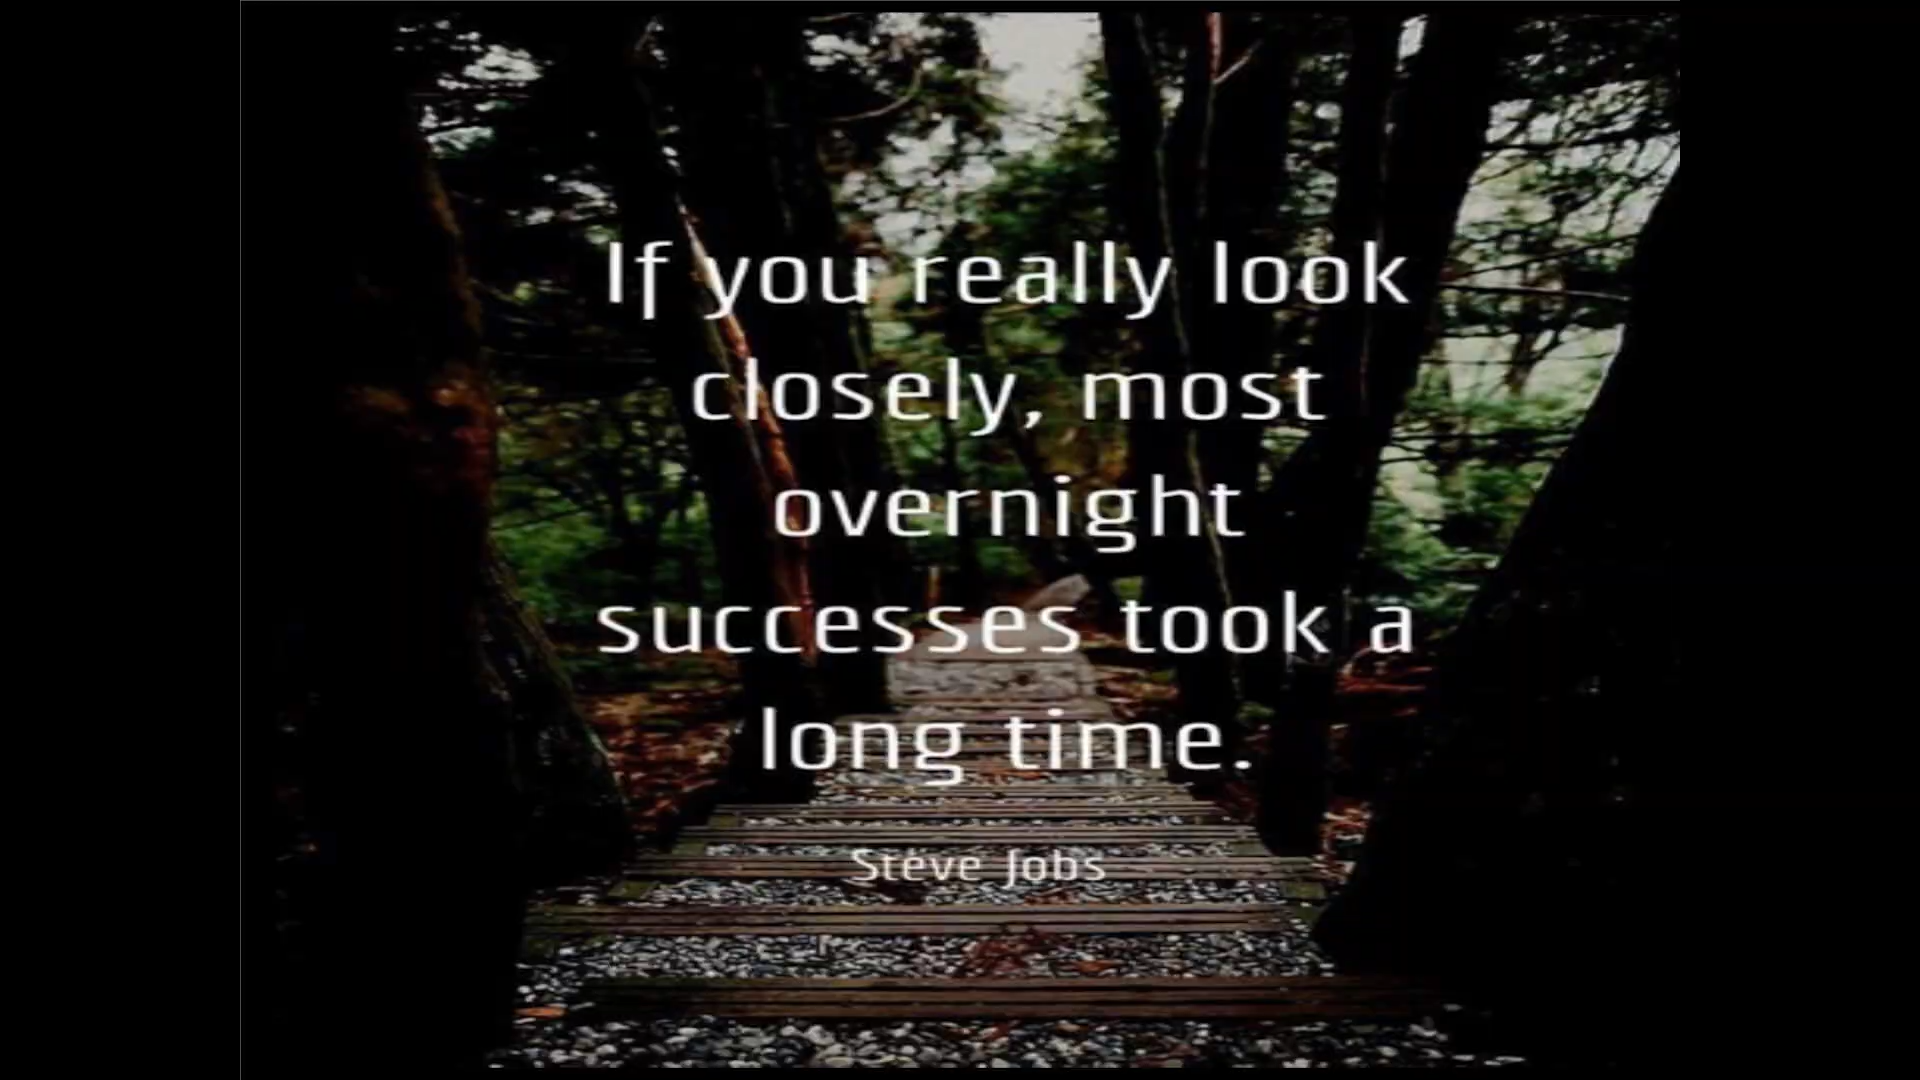 If you really look
closely, most
overnight
successes took a
long time.
Steve Jobs